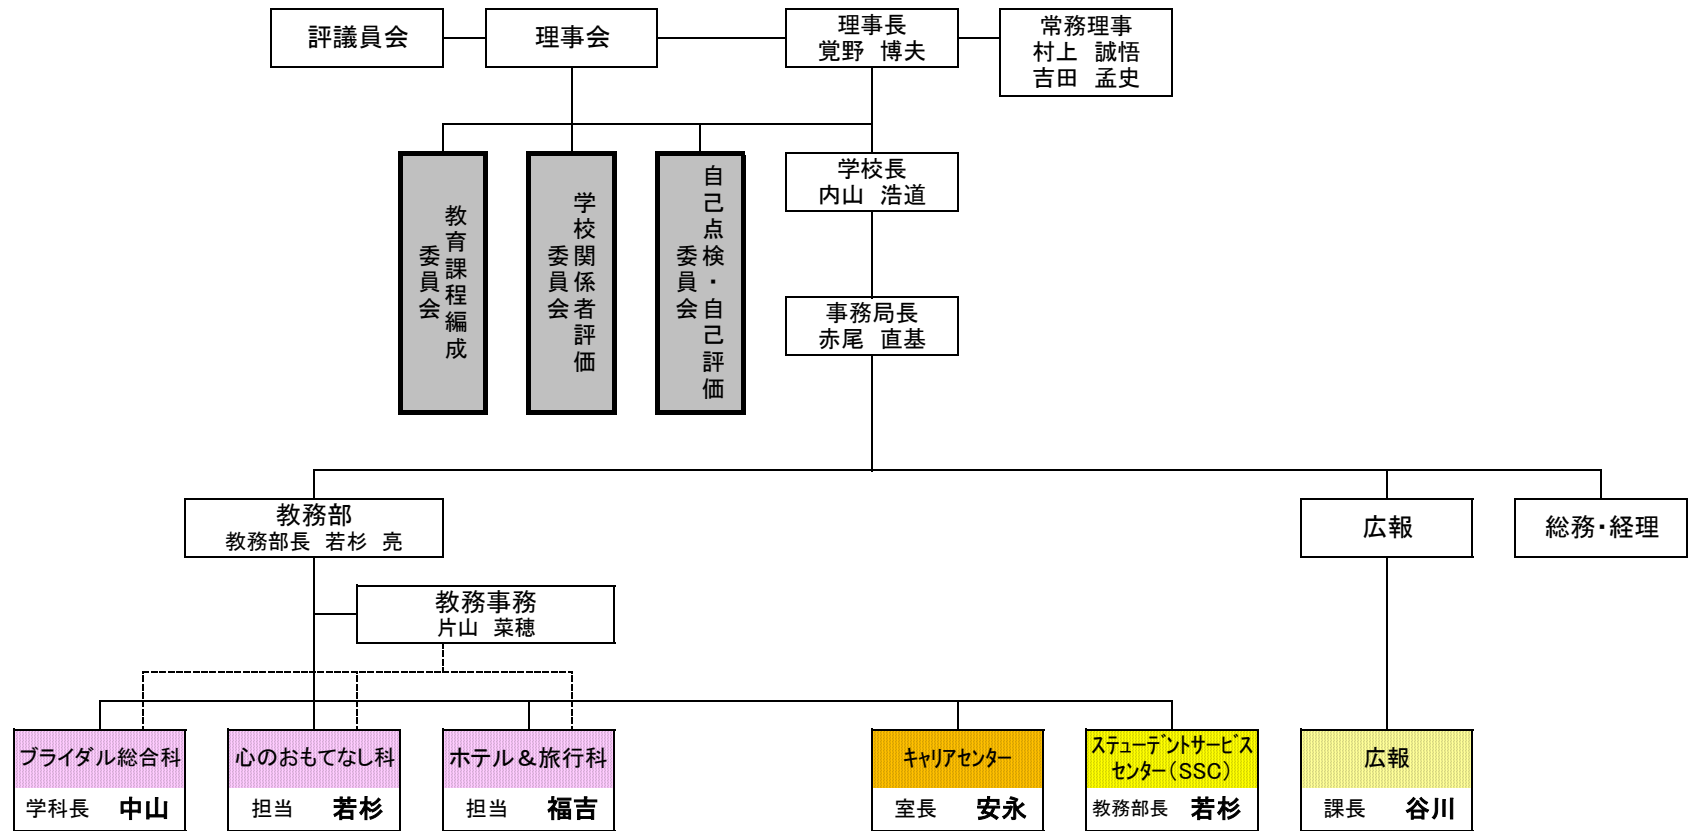 評議員会
理事会
理事長
覚野　博夫
常務理事
村上　誠悟
吉田　孟史
教育課程編成
委員会
学校関係者評価
委員会
自己点検・自己評価
委員会
学校長
内山　浩道
事務局長
赤尾　直基
教務部
教務部長　若杉　亮
広報
総務・経理
教務事務
片山　菜穂
ブライダル総合科
学科長　中山
心のおもてなし科
担当　若杉
ホテル＆旅行科
担当　福吉
ｷｬﾘｱｾﾝﾀｰ
室長　安永
ｽﾃｭｰﾃﾞﾝﾄｻｰﾋﾞｽ
ｾﾝﾀｰ（SSC）
教務部長　若杉
広報
課長　谷川